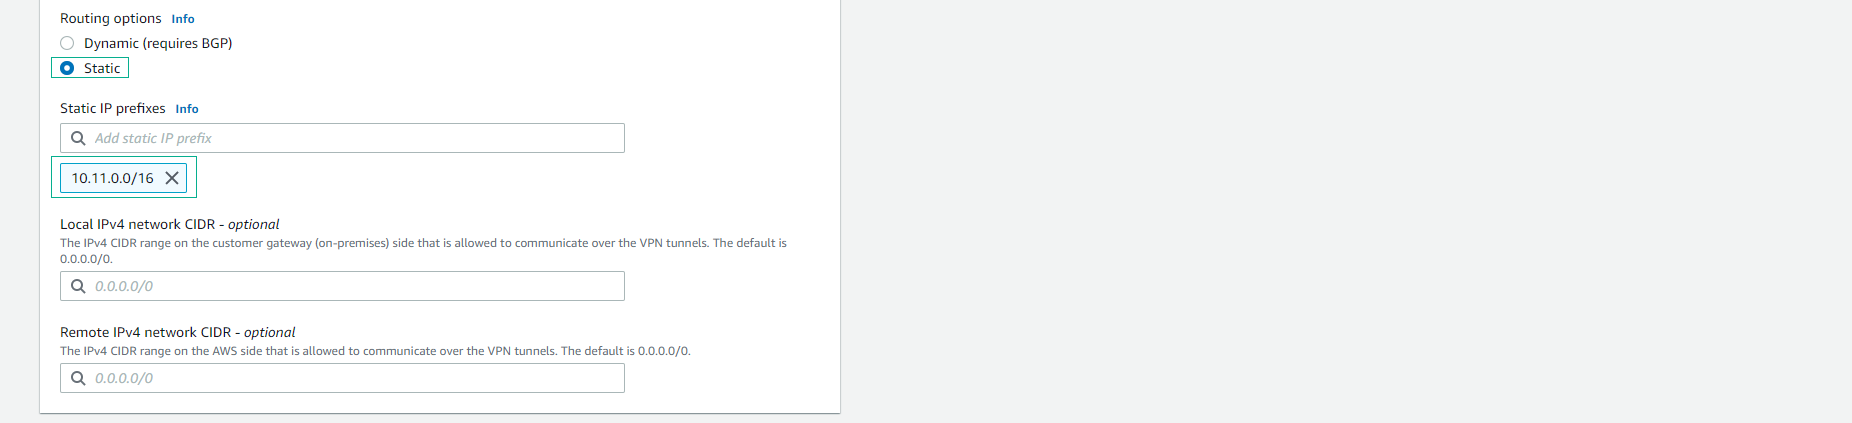 Routing options Info
Dynamic (requires BGP)
Static
Static IP prefixes Info
Add static IP prefix
10.11.0.0/16
Local IPv4 network CIDR - optional
The IPv4 CIDR range on the customer gateway (on-premises) side that is allowed to communicate over the VPN tunnels. The default is
0.0.0.0/0.
0.0.0.0/0
Remote IPv4 network CIDR - optional
The IPv4 CIDR range on the AWS side that is allowed to communicate over the VPN tunnels. The default is 0.0.0.0/0.
0.0.0.0/0